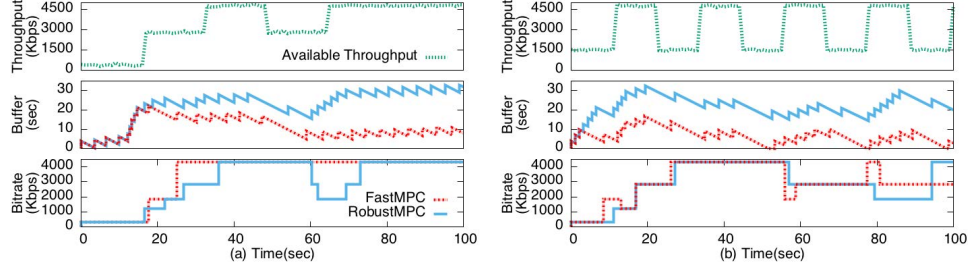 Throughput
(Kbps)
4500
3000
1500
0
Available Throughput
Buffer
(sec)
30
20
10
0
Bitrate
(Kbps)
4000
3000
2000
1000
0
FastMPC
RobustMPC
0 20 40 60 80 100
(a) Time(sec)
Throughput
(Kbps)
4500
3000
1500
0
Buffer
(sec)
30
20
10
0
Bitrate
(Kbps)
4000
3000
2000
1000
0
0 20 40 60 80 100
(b) Time(sec)